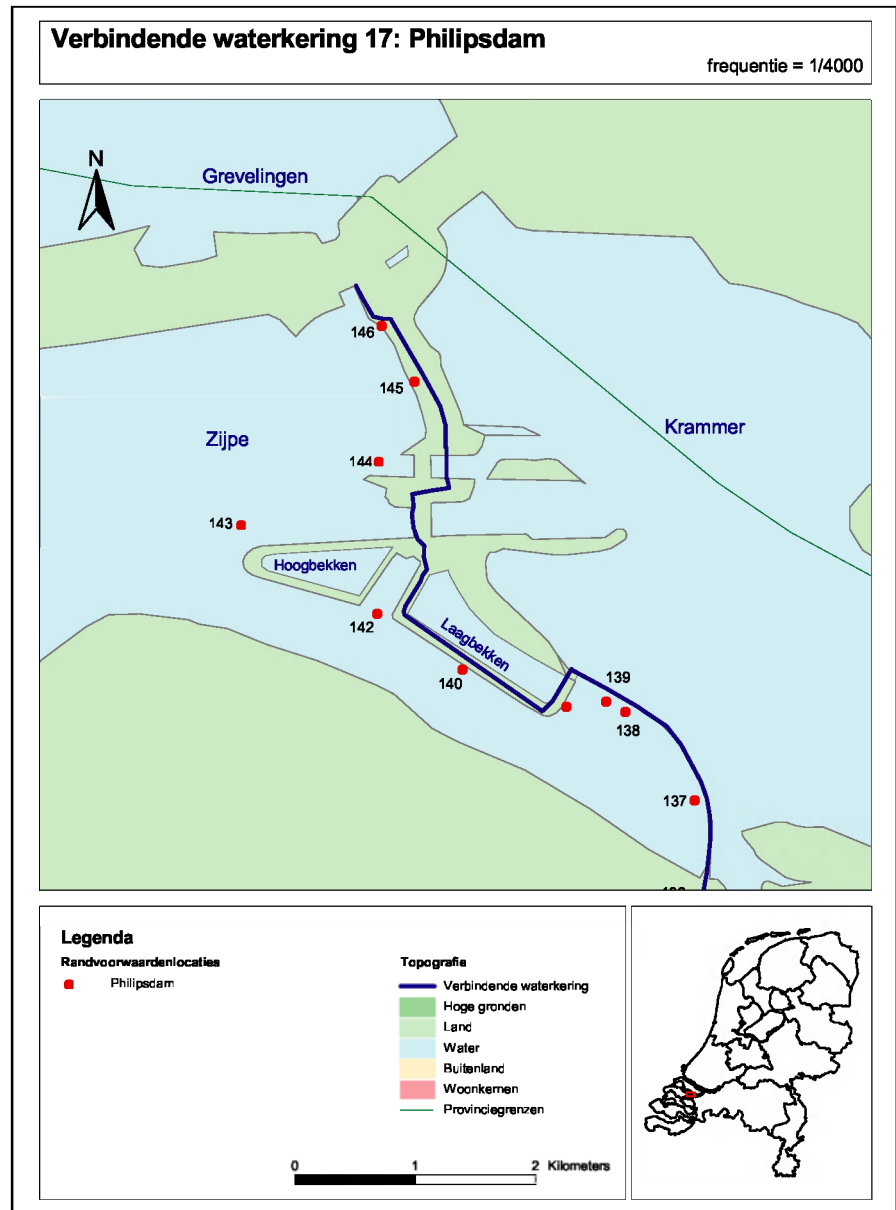 Verbindende waterkering 17: Philipsdam
frequentie = 1/4000
N
Grevelingen
146
145
Krammer
Zijpe
144
143
Hoogbekken
142
Laagbekken
140
139
138
137
Legenda
Randvoorwaardenlocaties
Philipsdam
Topografie
Verbindende waterkering
Hoge gronden
Land
Water
Buitenland
Woonkernen
Provinciegrenzen
0 1 2 Kilometers